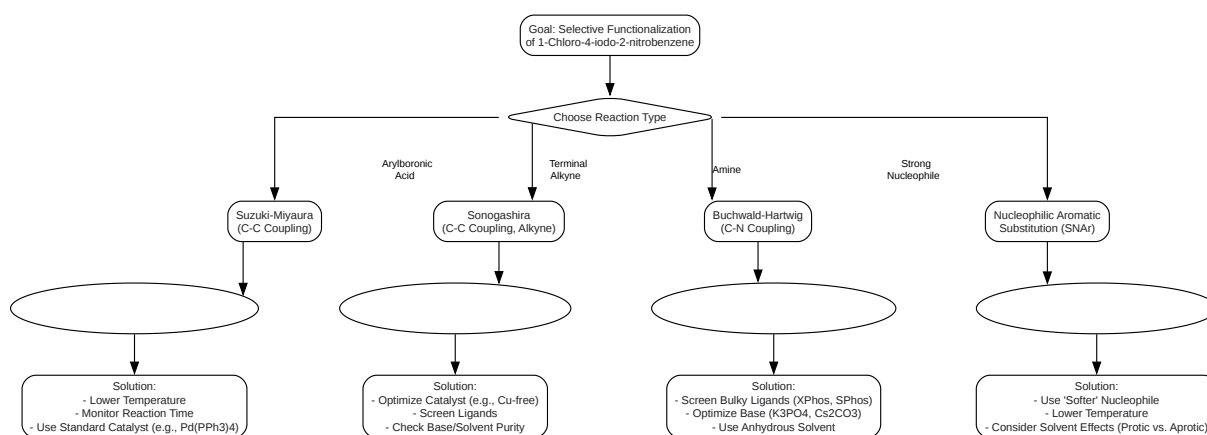 Goal: Selective Functionalization
of 1-Chloro-4-iodo-2-nitrobenzene
Choose Reaction Type
Arylboronic
Acid
Terminal
Alkyne
Amine
Strong
Nucleophile
Suzuki-Miyaura
(C-C Coupling)
Sonogashira
(C-C Coupling, Alkyne)
Buchwald-Hartwig
(C-N Coupling)
Nucleophilic Aromatic
Substitution (SNAr)
Solution:
- Lower Temperature
- Monitor Reaction Time
- Use Standard Catalyst (e.g., Pd(PPh3)4)
Solution:
- Optimize Catalyst (e.g., Cu-free)
- Screen Ligands
- Check Base/Solvent Purity
Solution:
- Screen Bulky Ligands (XPhos, SPhos)
- Optimize Base (K3PO4, Cs2CO3)
- Use Anhydrous Solvent
Solution:
- Use 'Softer' Nucleophile
- Lower Temperature
- Consider Solvent Effects (Protic vs. Aprotic)